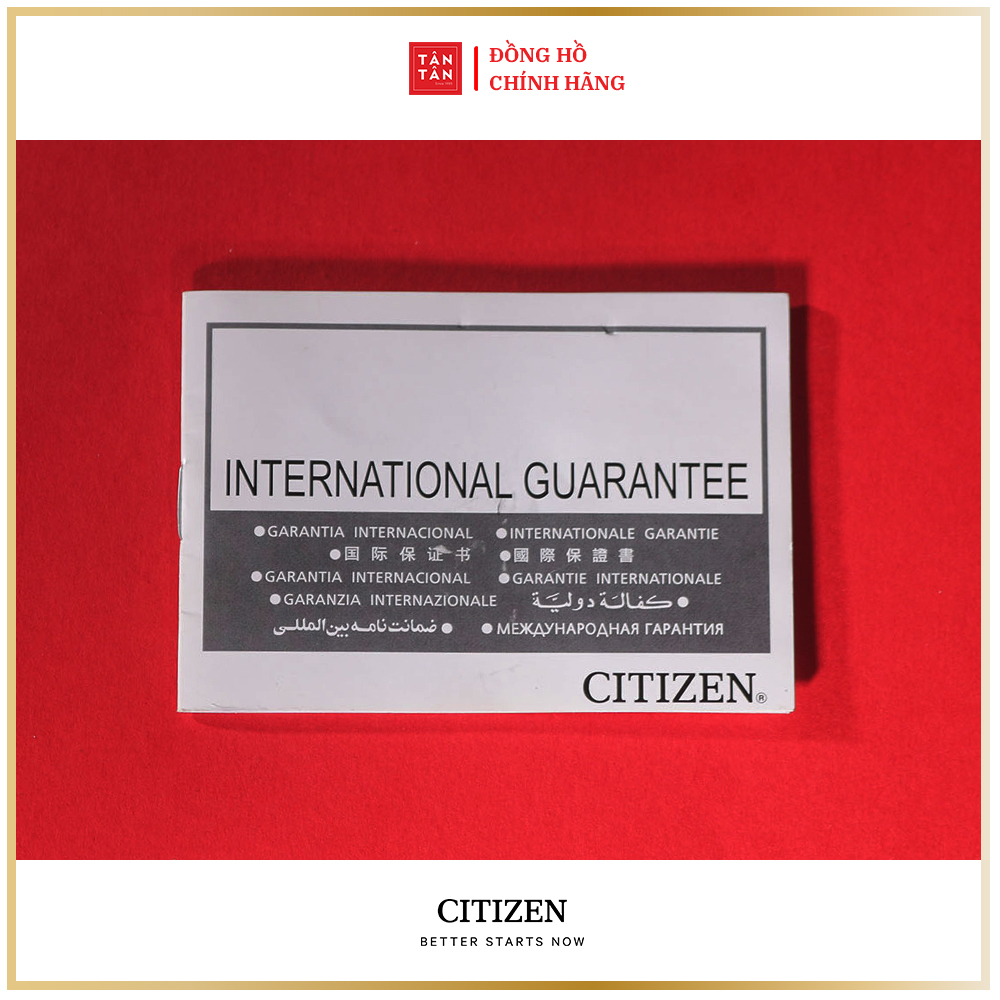 TÂN
TÂN
ĐỒNG HỒ
CHÍNH HÃNG
INTERNATIONAL GUARANTEE
●GARANTIA INTERNACIONAL ●INTERNATIONALE GARANTIE
●国际保证书 ●國際保證書
●GARANTIA INTERNACIONAL ●GARANTIE INTERNATIONALE
●GARANZIA INTERNAZIONALE ●كفالة دولية
●ضمانت نامه بین المللی ●МЕЖДУНАРОДНАЯ ГАРАНТИЯ
CITIZEN®
CITIZEN
BETTER STARTS NOW